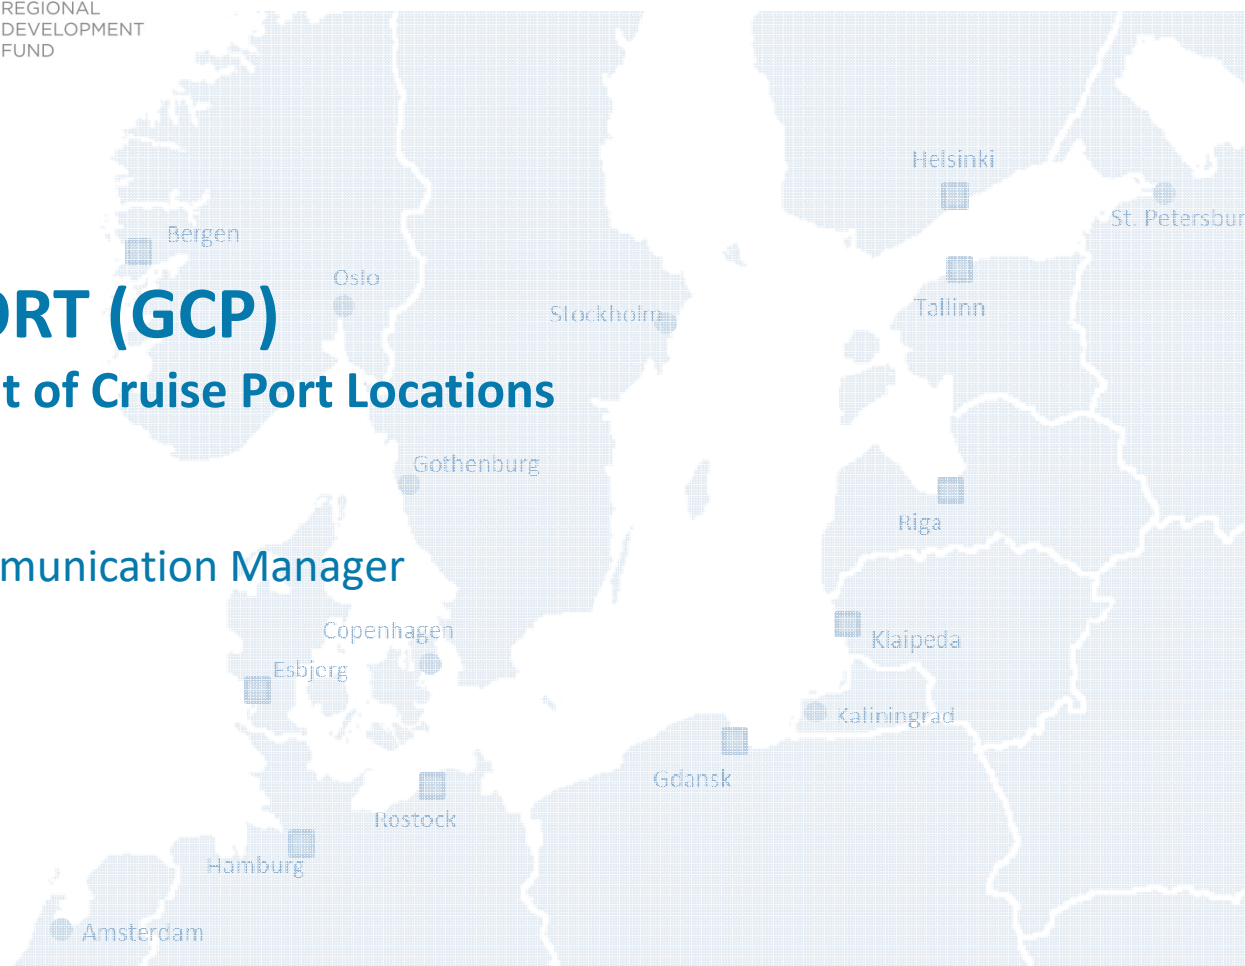 REGIONAL
DEVELOPMENT
FUND
Helsinki
St. Petersbur
Bergen
Oslo
ORT (GCP)
Stockholm
Tallinn
t of Cruise Port Locations
Gothenburg
Riga
munication Manager
Copenhagen
Klaipeda
Esbjerg
Kaliningrad
Gdansk
Rostock
Hamburg
Amsterdam